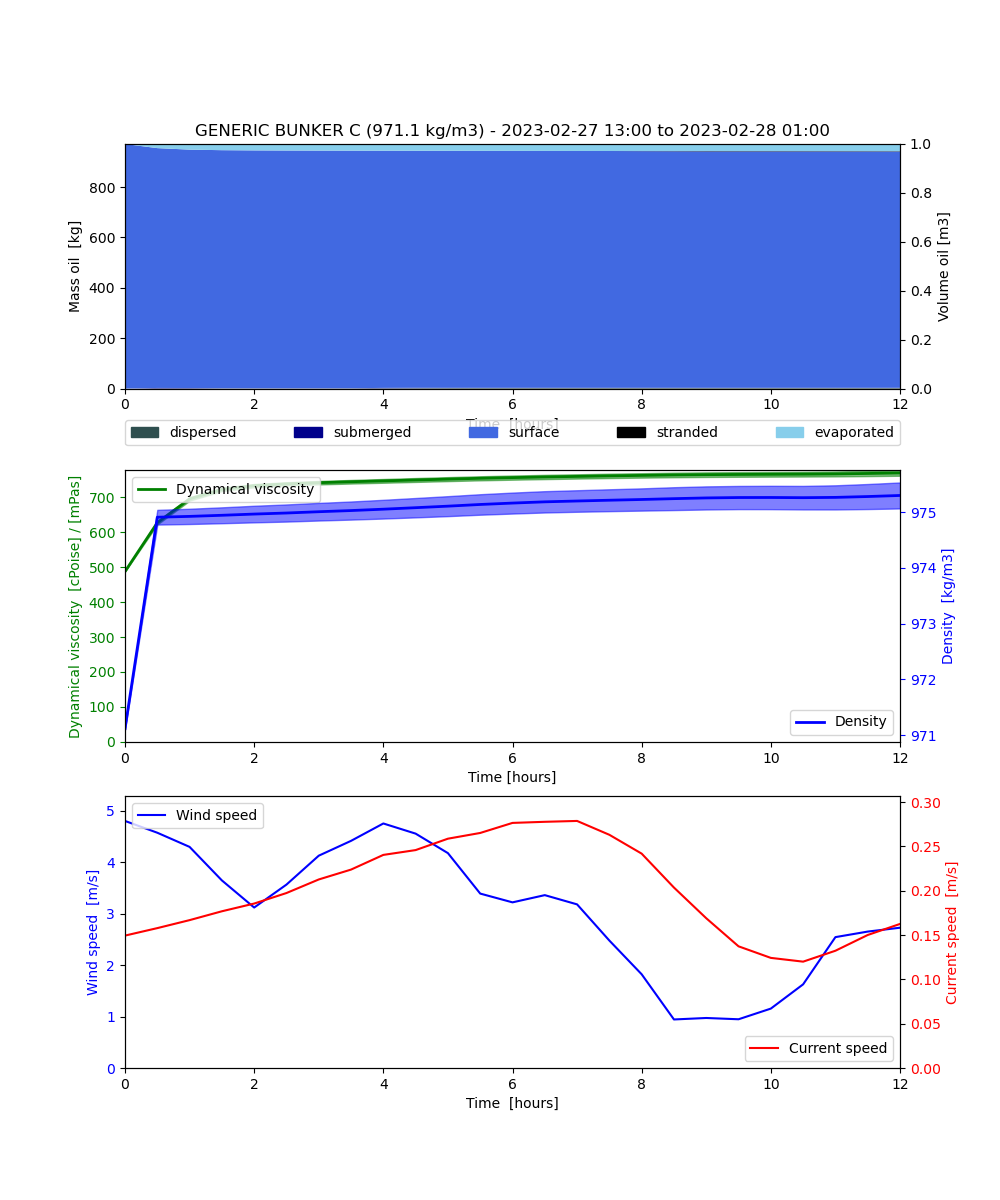 GENERIC BUNKER C (971.1 kg/m3) - 2023-02-27 13:00 to 2023-02-28 01:00
Mass oil  [kg]
800
600
400
200
0
1.0
0.8
0.6
0.4
0.2
0.0
Volume oil [m3]
0 2 4 6 8 10 12
Time  [hours]
dispersed submerged surface stranded evaporated
Dynamical viscosity  [cPoise] / [mPas]
700
600
500
400
300
200
100
0
Dynamical viscosity
975
974
973
972
971
Density  [kg/m3]
Density
0 2 4 6 8 10 12
Time [hours]
Wind speed  [m/s]
5
4
3
2
1
0
Wind speed
0.30
0.25
0.20
0.15
0.10
0.05
0.00
Current speed  [m/s]
Current speed
0 2 4 6 8 10 12
Time  [hours]